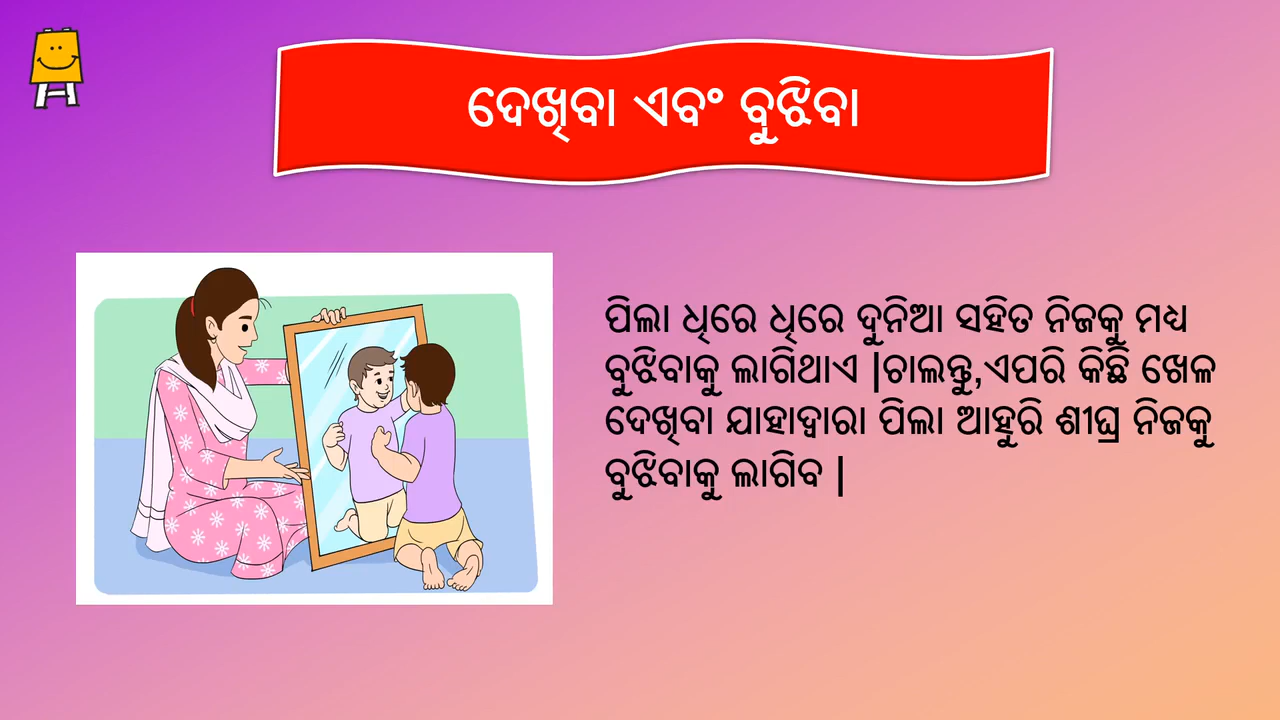 ଦେଖିବା ଏବଂ ବୁଝିବା
ପିଲା ଧିରେ ଧିରେ ଦୁନିଆ ସହିତ ନିଜକୁ ମଧ୍ୟ
ବୁଝିବାକୁ ଲାଗିଥାଏ |ଚାଲନ୍ତୁ,ଏପରି କିଛି ଖେଳ
ଦେଖିବା ଯାହାଦ୍ୱାରା ପିଲା ଆହୁରି ଶୀଘ୍ର ନିଜକୁ
ବୁଝିବାକୁ ଲାଗିବ |